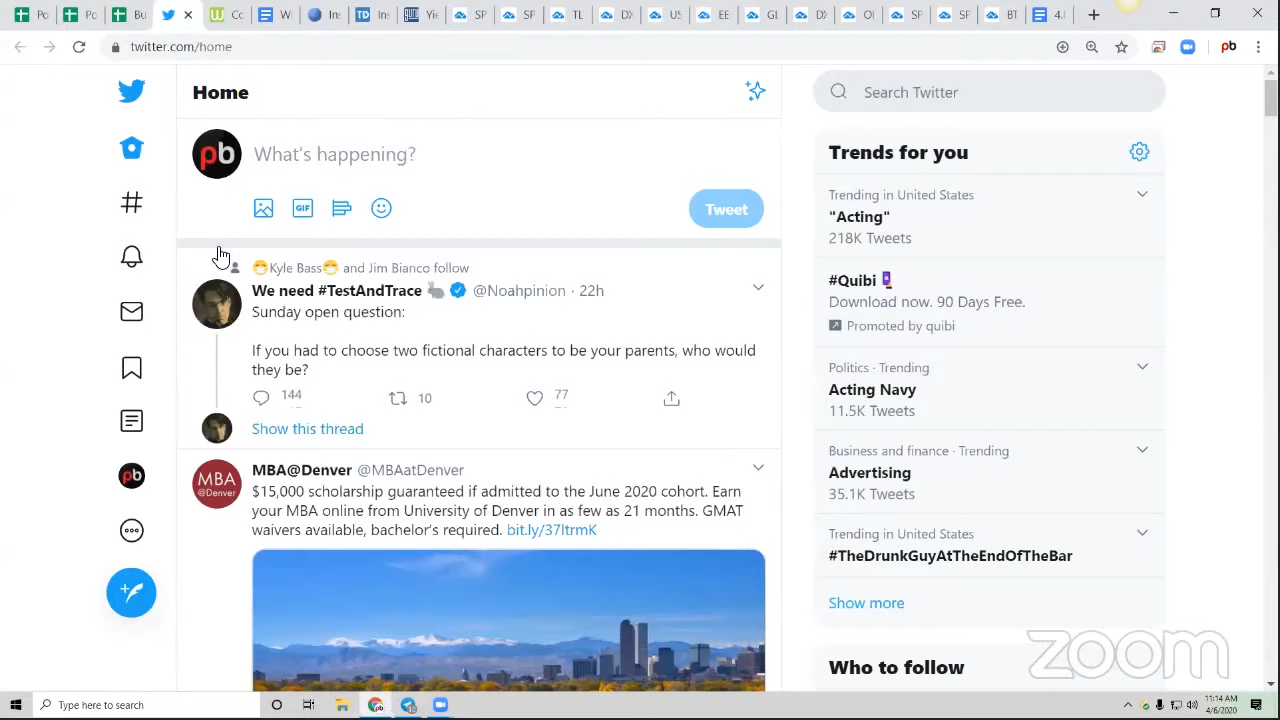 twitter.com/home
pb
Home
Search Twitter
pb
What's happening?
GIF
Tweet
Kyle Bass and Jim Bianco follow
We need #TestAndTrace @Noahpinion · 22h
Sunday open question:
If you had to choose two fictional characters to be your parents, who would
they be?
144
10
77
Show this thread
MBA
@Denver
MBA@Denver @MBAatDenver
$15,000 scholarship guaranteed if admitted to the June 2020 cohort. Earn
your MBA online from University of Denver in as few as 21 months. GMAT
waivers available, bachelor's required. bit.ly/37ltrmK
pb
Trends for you
Trending in United States
"Acting"
218K Tweets
#Quibi
Download now. 90 Days Free.
Promoted by quibi
Politics · Trending
Acting Navy
11.5K Tweets
Business and finance · Trending
Advertising
35.1K Tweets
Trending in United States
#TheDrunkGuyAtTheEndOfTheBar
Show more
Who to follow
zoom
Type here to search
11:14 AM
4/6/2020